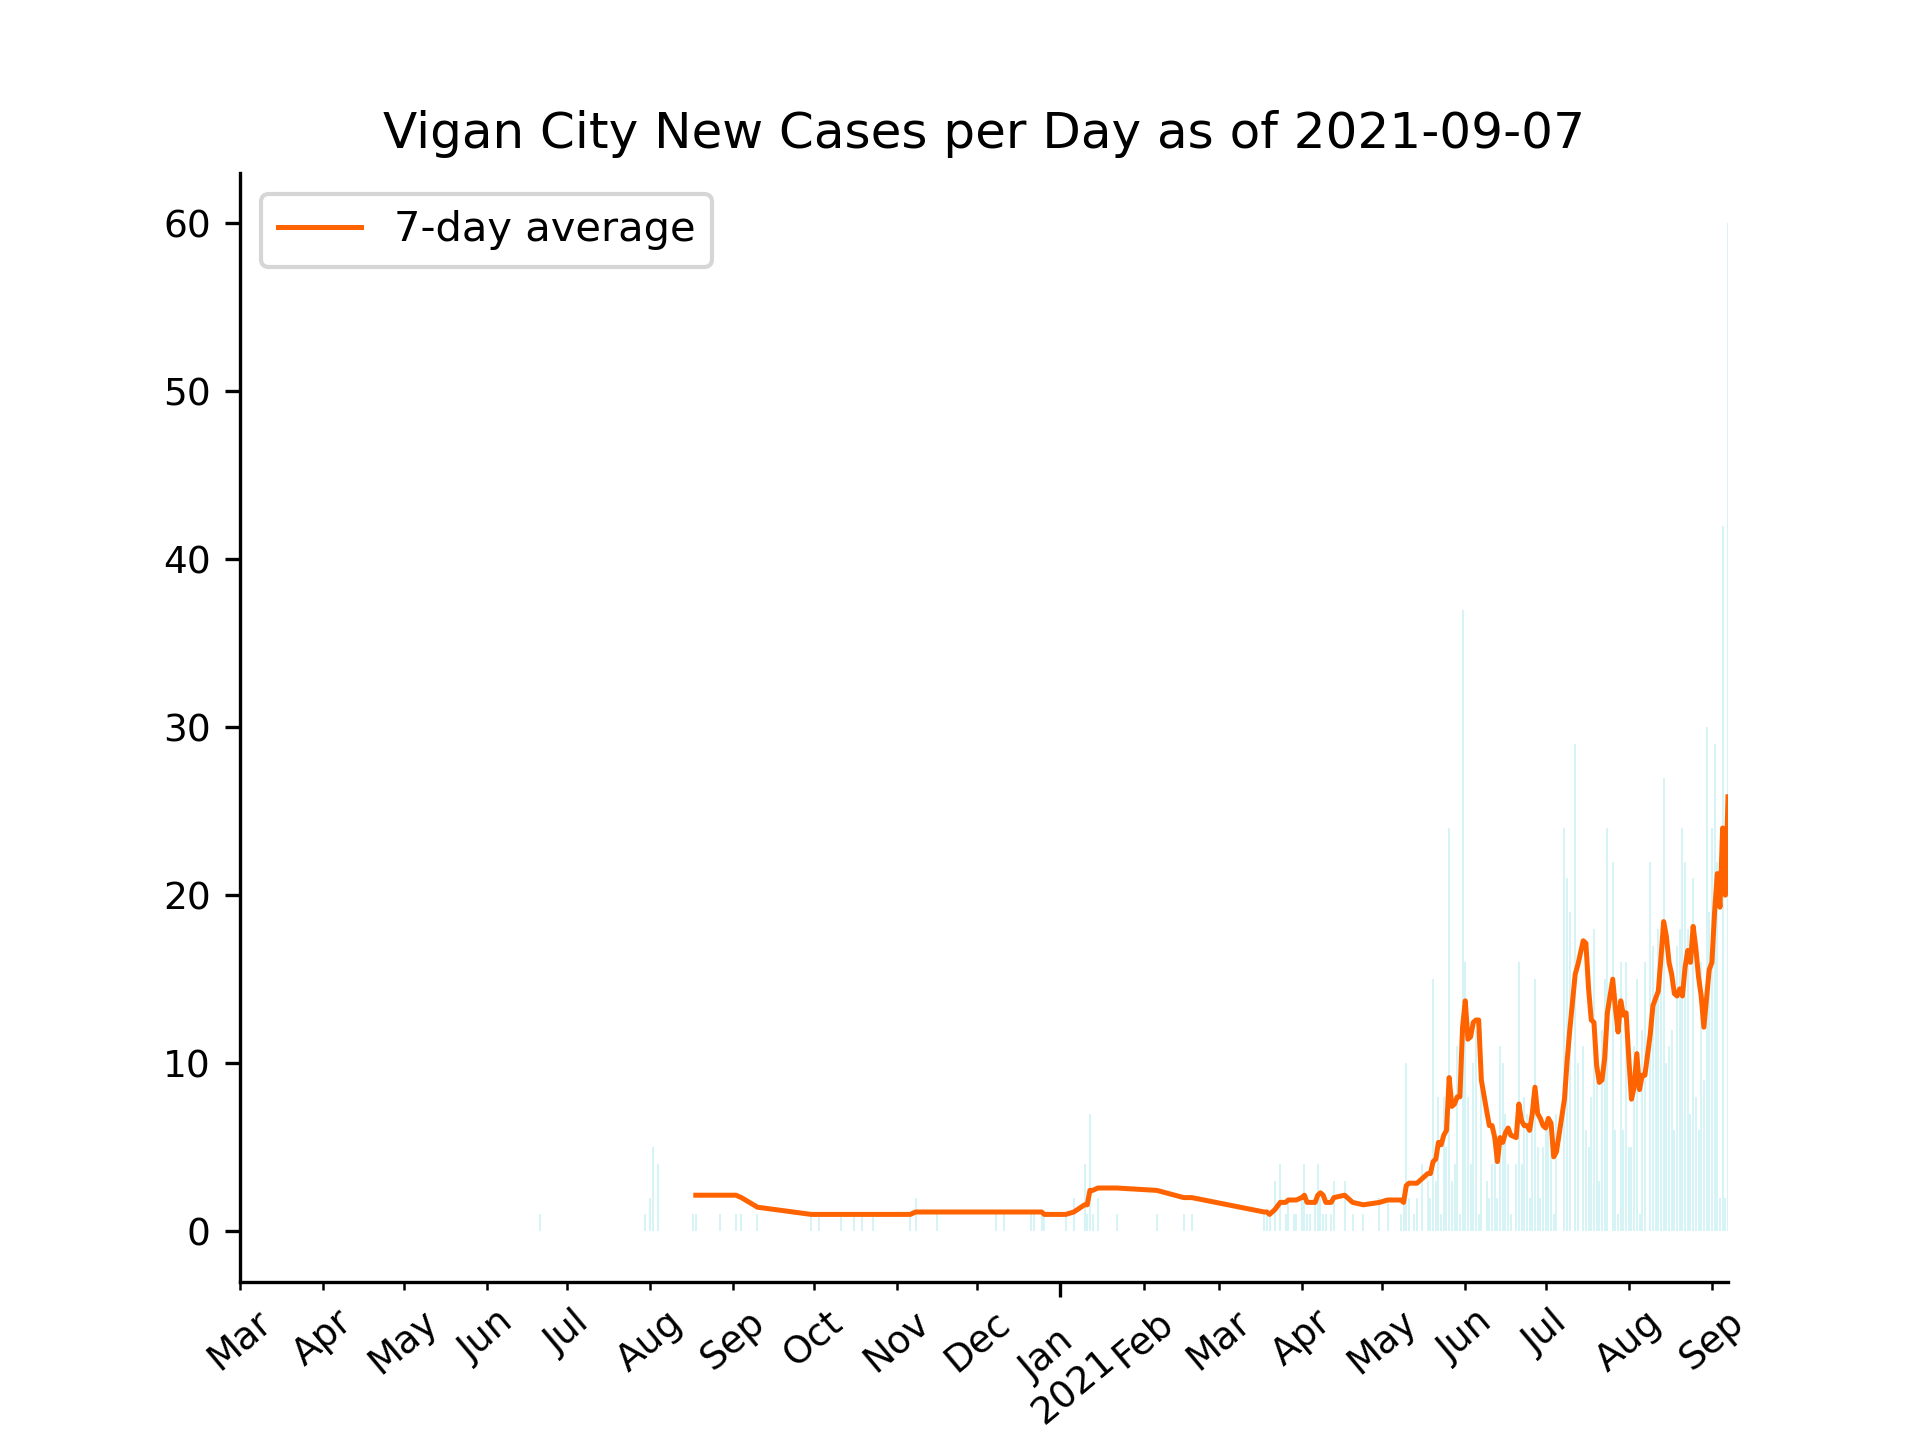 Vigan City New Cases per Day as of 2021-09-07
7-day average
60
50
40
30
20
10
0
Mar Apr May Jun Jul Aug Sep Oct Nov Dec Jan Feb Mar Apr May Jun Jul Aug Sep
2021